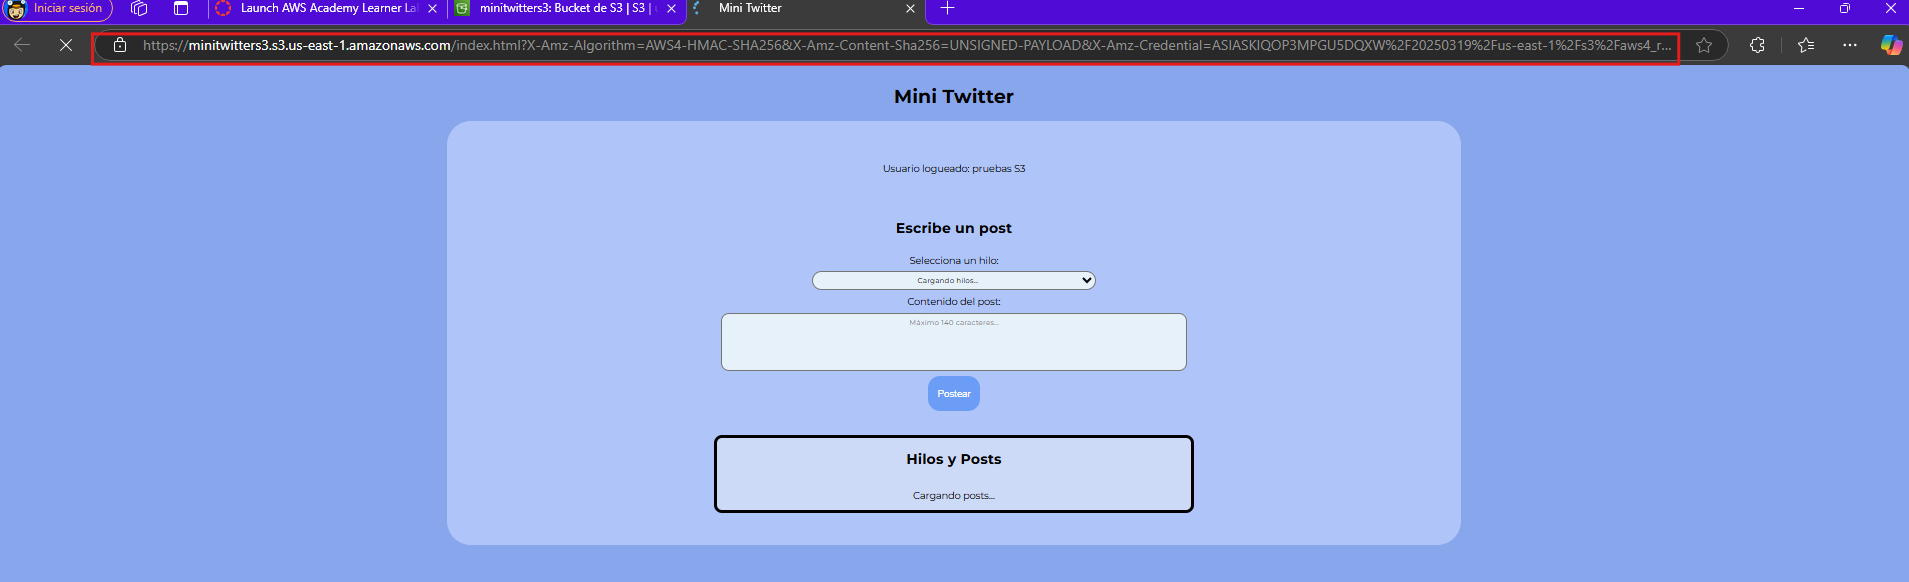 Iniciar sesión
Launch AWS Academy Learner La
minitwitters3: Bucket de S3 | S3 |
Mini Twitter
https://minitwitters3.s3.us-east-1.amazonaws.com/index.html?X-Amz-Algorithm=AWS4-HMAC-SHA256&X-Amz-Content-Sha256=UNSIGNED-PAYLOAD&X-Amz-Credential=ASIASKIQOP3MPGU5DQXW%2F20250319%2Fus-east-1%2Fs3%2Faws4_r...
Mini Twitter
Usuario logueado: pruebas S3
Escribe un post
Selecciona un hilo:
Cargando hilos...
Contenido del post:
Máximo 140 caracteres...
Postear
Hilos y Posts
Cargando posts...